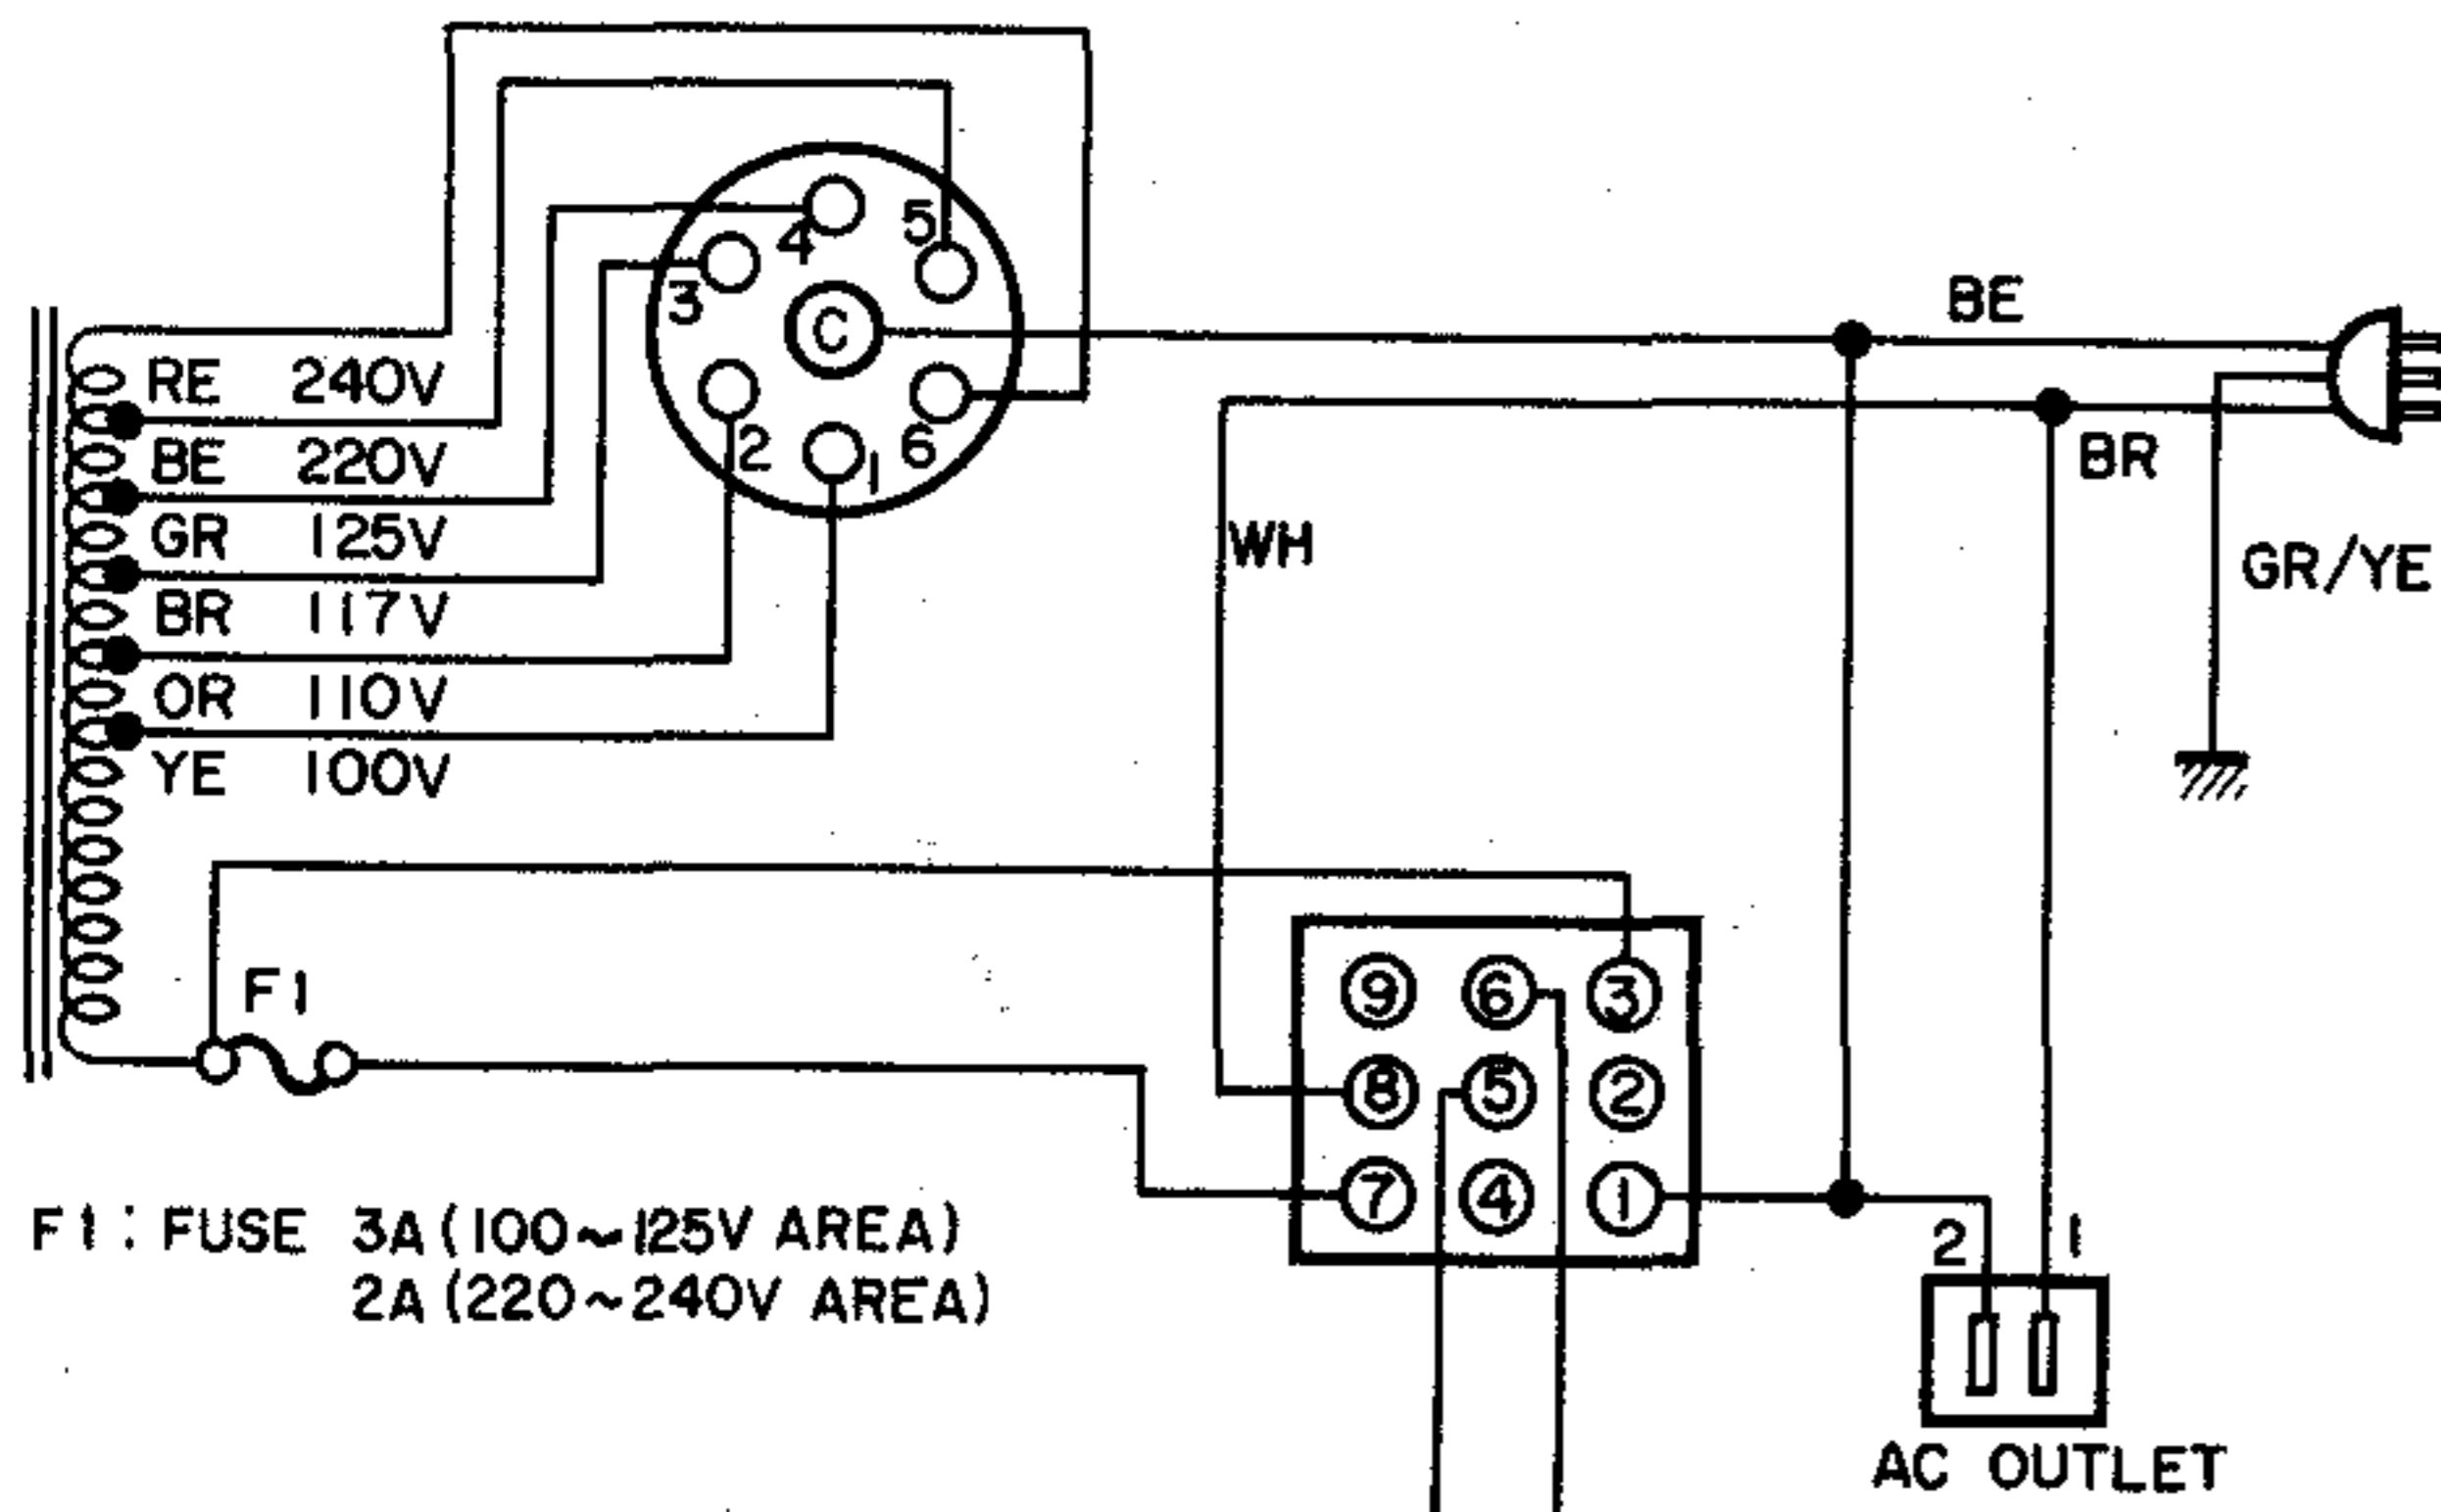 4
5
3
C
2
1
6
BE
BR
RE 240V
BE 220V
GR 125V
BR 117V
OR 110V
YE 100V
WH
GR/YE
F1
9 6 3
8 5 2
7 4 1
2 1
AC OUTLET
F1 : FUSE 3A (100~125V AREA)
2A (220~240V AREA)